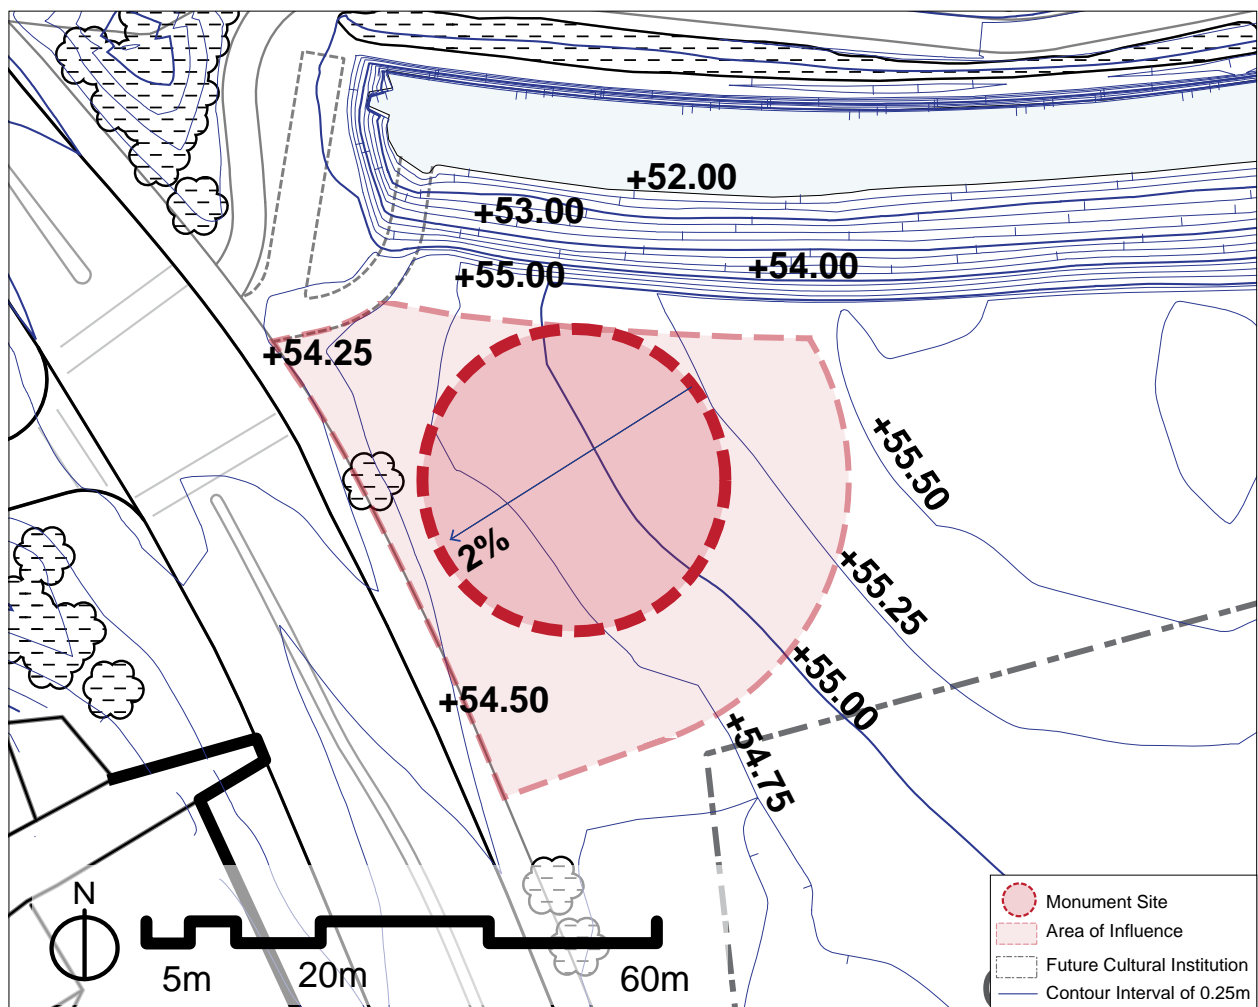 +52.00
+53.00
+54.00
+55.00
+54.25
+55.50
2%
+55.25
+55.00
+54.50
+54.75
N
5m
20m
60m
Monument Site
Area of Influence
Future Cultural Institution
Contour Interval of 0.25m